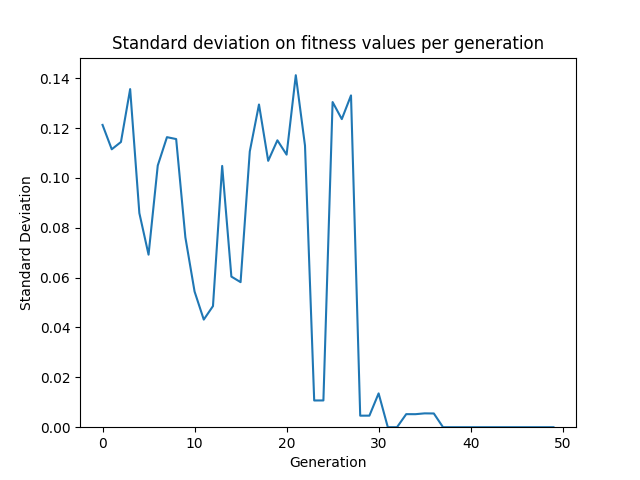 Standard deviation on fitness values per generation
0.14
0.12
0.10
0.08
0.06
0.04
0.02
0.00
Standard Deviation
0 10 20 30 40 50
Generation